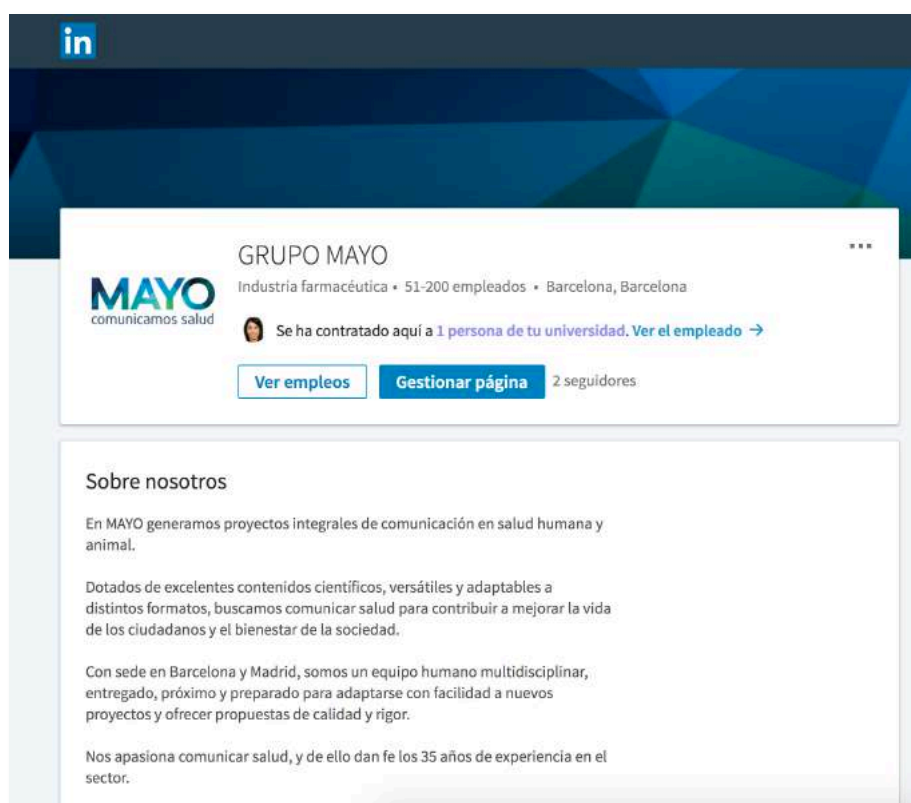 in
GRUPO MAYO
Industria farmacéutica • 51-200 empleados • Barcelona, Barcelona
MAYO
comunicamos salud
Se ha contratado aquí a 1 persona de tu universidad. Ver el empleado →
Ver empleos
Gestionar página
2 seguidores
Sobre nosotros
En MAYO generamos proyectos integrales de comunicación en salud humana y
animal.
Dotados de excelentes contenidos científicos, versátiles y adaptables a
distintos formatos, buscamos comunicar salud para contribuir a mejorar la vida
de los ciudadanos y el bienestar de la sociedad.
Con sede en Barcelona y Madrid, somos un equipo humano multidisciplinar,
entregado, próximo y preparado para adaptarse con facilidad a nuevos
proyectos y ofrecer propuestas de calidad y rigor.
Nos apasiona comunicar salud, y de ello dan fe los 35 años de experiencia en el
sector.